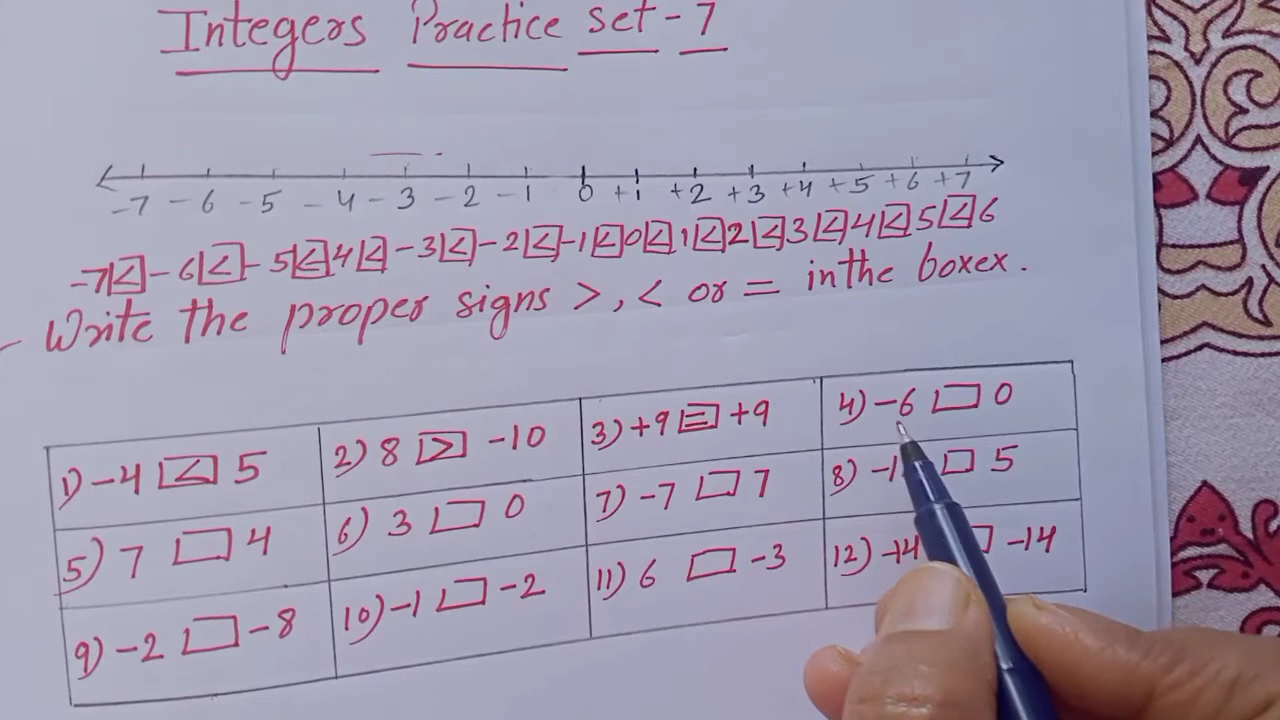 Integers Practice Set - 7
-7 -6 -5 -4 -3 -2 -1 0 +1 +2 +3 +4 +5 +6 +7
-7 < -6 < -5 < 4 < -3 < -2 < -1 < 0 < 1 < 2 < 3 < 4 < 5 < 6
- Write the proper signs >, < or = in the boxex.
1) -4 < 5 2) 8 > -10 3) +9 = +9 4) -6 □ 0
5) 7 □ 4 6) 3 □ 0 7) -7 □ 7 8) -1 □ 5
9) -2 □ -8 10) -1 □ -2 11) 6 □ -3 12) -14 □ -14